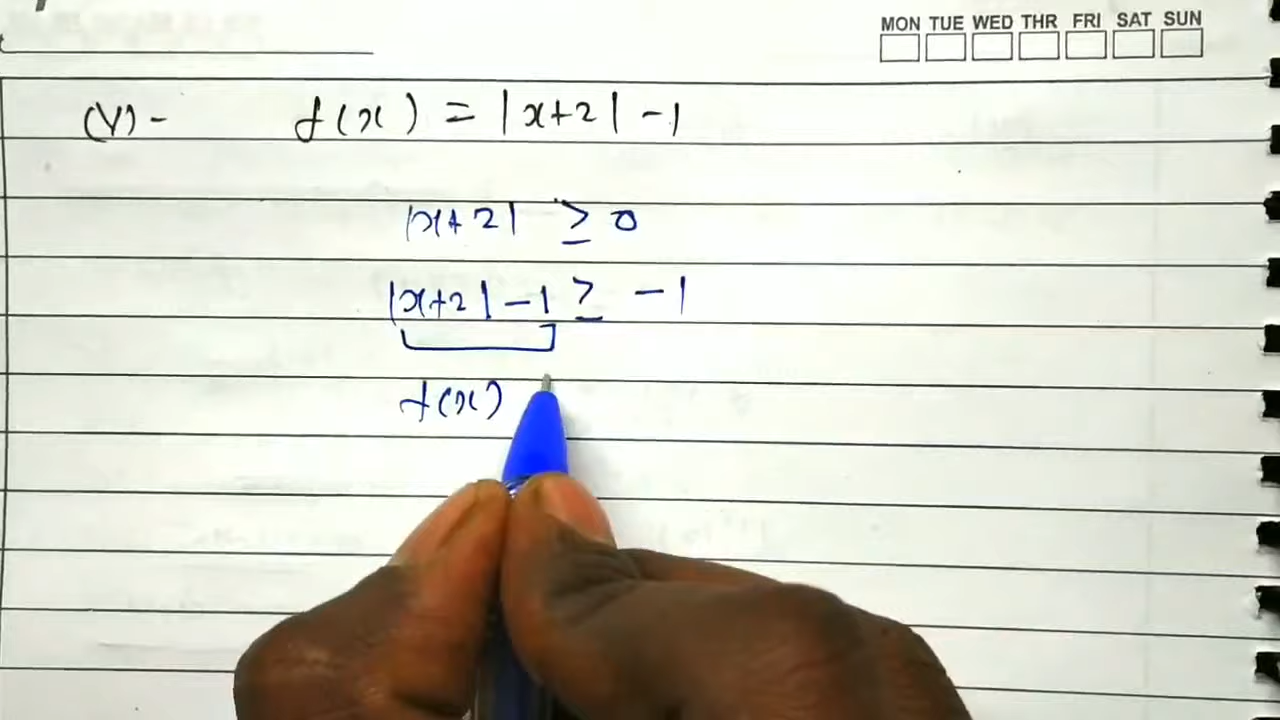 MON TUE WED THR FRI SAT SUN
(V) - f(x) = |x+2| -1
|x+2| ≥ 0
|x+2| -1 ≥ -1
f(x)